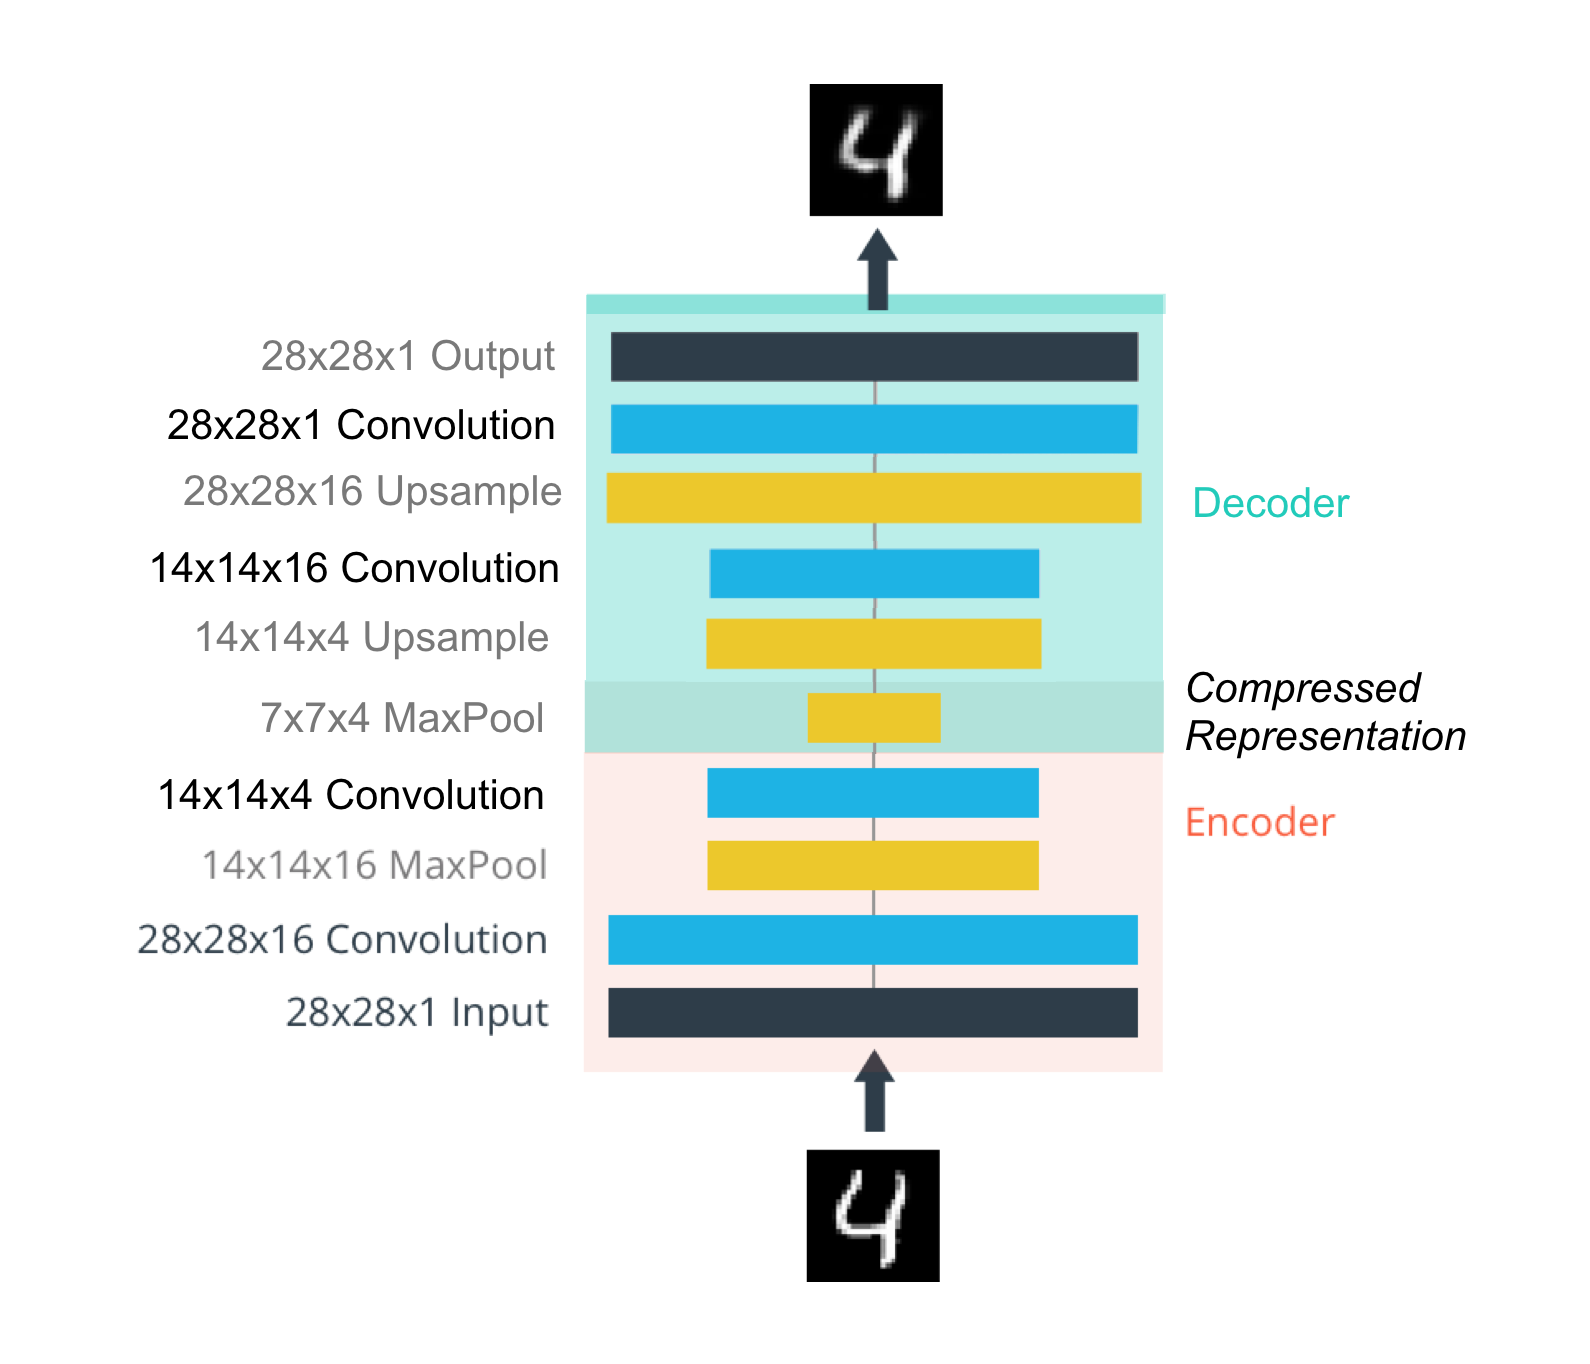 4
28x28x1 Output
28x28x1 Convolution
28x28x16 Upsample
Decoder
14x14x16 Convolution
14x14x4 Upsample
7x7x4 MaxPool
Compressed
Representation
14x14x4 Convolution
Encoder
14x14x16 MaxPool
28x28x16 Convolution
28x28x1 Input
4